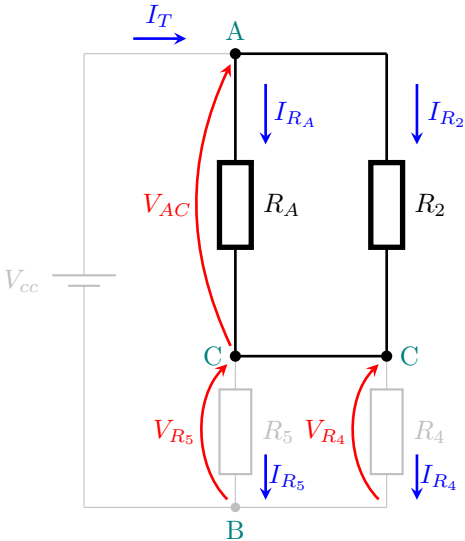 I_T
A
I_{R_A} I_{R_2}
V_{AC} R_A R_2
V_{cc}
C C
V_{R_5} R_5 V_{R_4} R_4
I_{R_5} I_{R_4}
B